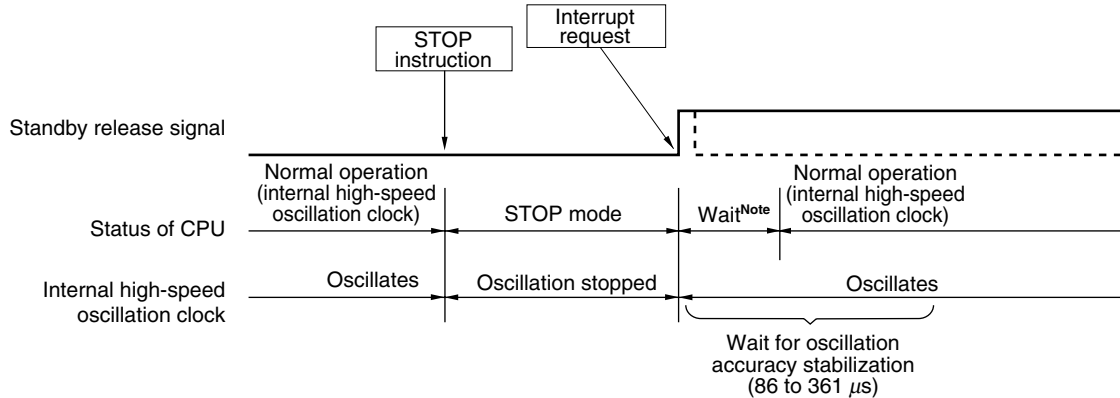 STOP
instruction
Interrupt
request
Standby release signal
Normal operation
(internal high-speed
oscillation clock)
Normal operation
(internal high-speed
oscillation clock)
Status of CPU
STOP mode
WaitNote
Internal high-speed
oscillation clock
Oscillates
Oscillation stopped
Oscillates
Wait for oscillation
accuracy stabilization
(86 to 361 μs)